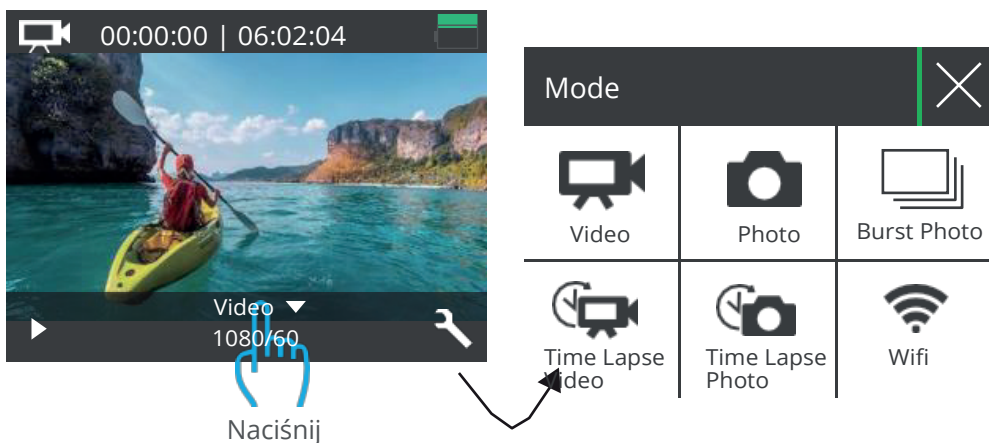 00:00:00 | 06:02:04
Video
1080/60
Naciśnij
Mode
Video
Photo
Burst Photo
Time Lapse
Video
Time Lapse
Photo
Wifi